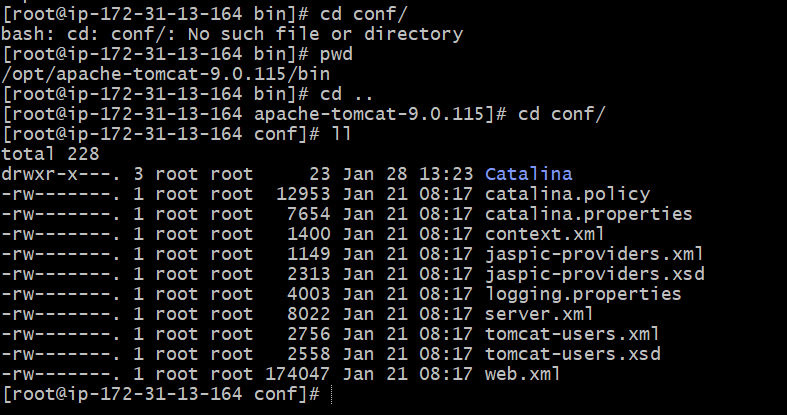 [root@ip-172-31-13-164 bin]# cd conf/
bash: cd: conf/: No such file or directory
[root@ip-172-31-13-164 bin]# pwd
/opt/apache-tomcat-9.0.115/bin
[root@ip-172-31-13-164 bin]# cd ..
[root@ip-172-31-13-164 apache-tomcat-9.0.115]# cd conf/
[root@ip-172-31-13-164 conf]# ll
total 228
drwxr-x---. 3 root root     23 Jan 28 13:23 Catalina
-rw-------. 1 root root  12953 Jan 21 08:17 catalina.policy
-rw-------. 1 root root   7654 Jan 21 08:17 catalina.properties
-rw-------. 1 root root   1400 Jan 21 08:17 context.xml
-rw-------. 1 root root   1149 Jan 21 08:17 jaspic-providers.xml
-rw-------. 1 root root   2313 Jan 21 08:17 jaspic-providers.xsd
-rw-------. 1 root root   4003 Jan 21 08:17 logging.properties
-rw-------. 1 root root   8022 Jan 21 08:17 server.xml
-rw-------. 1 root root   2756 Jan 21 08:17 tomcat-users.xml
-rw-------. 1 root root   2558 Jan 21 08:17 tomcat-users.xsd
-rw-------. 1 root root 174047 Jan 21 08:17 web.xml
[root@ip-172-31-13-164 conf]#